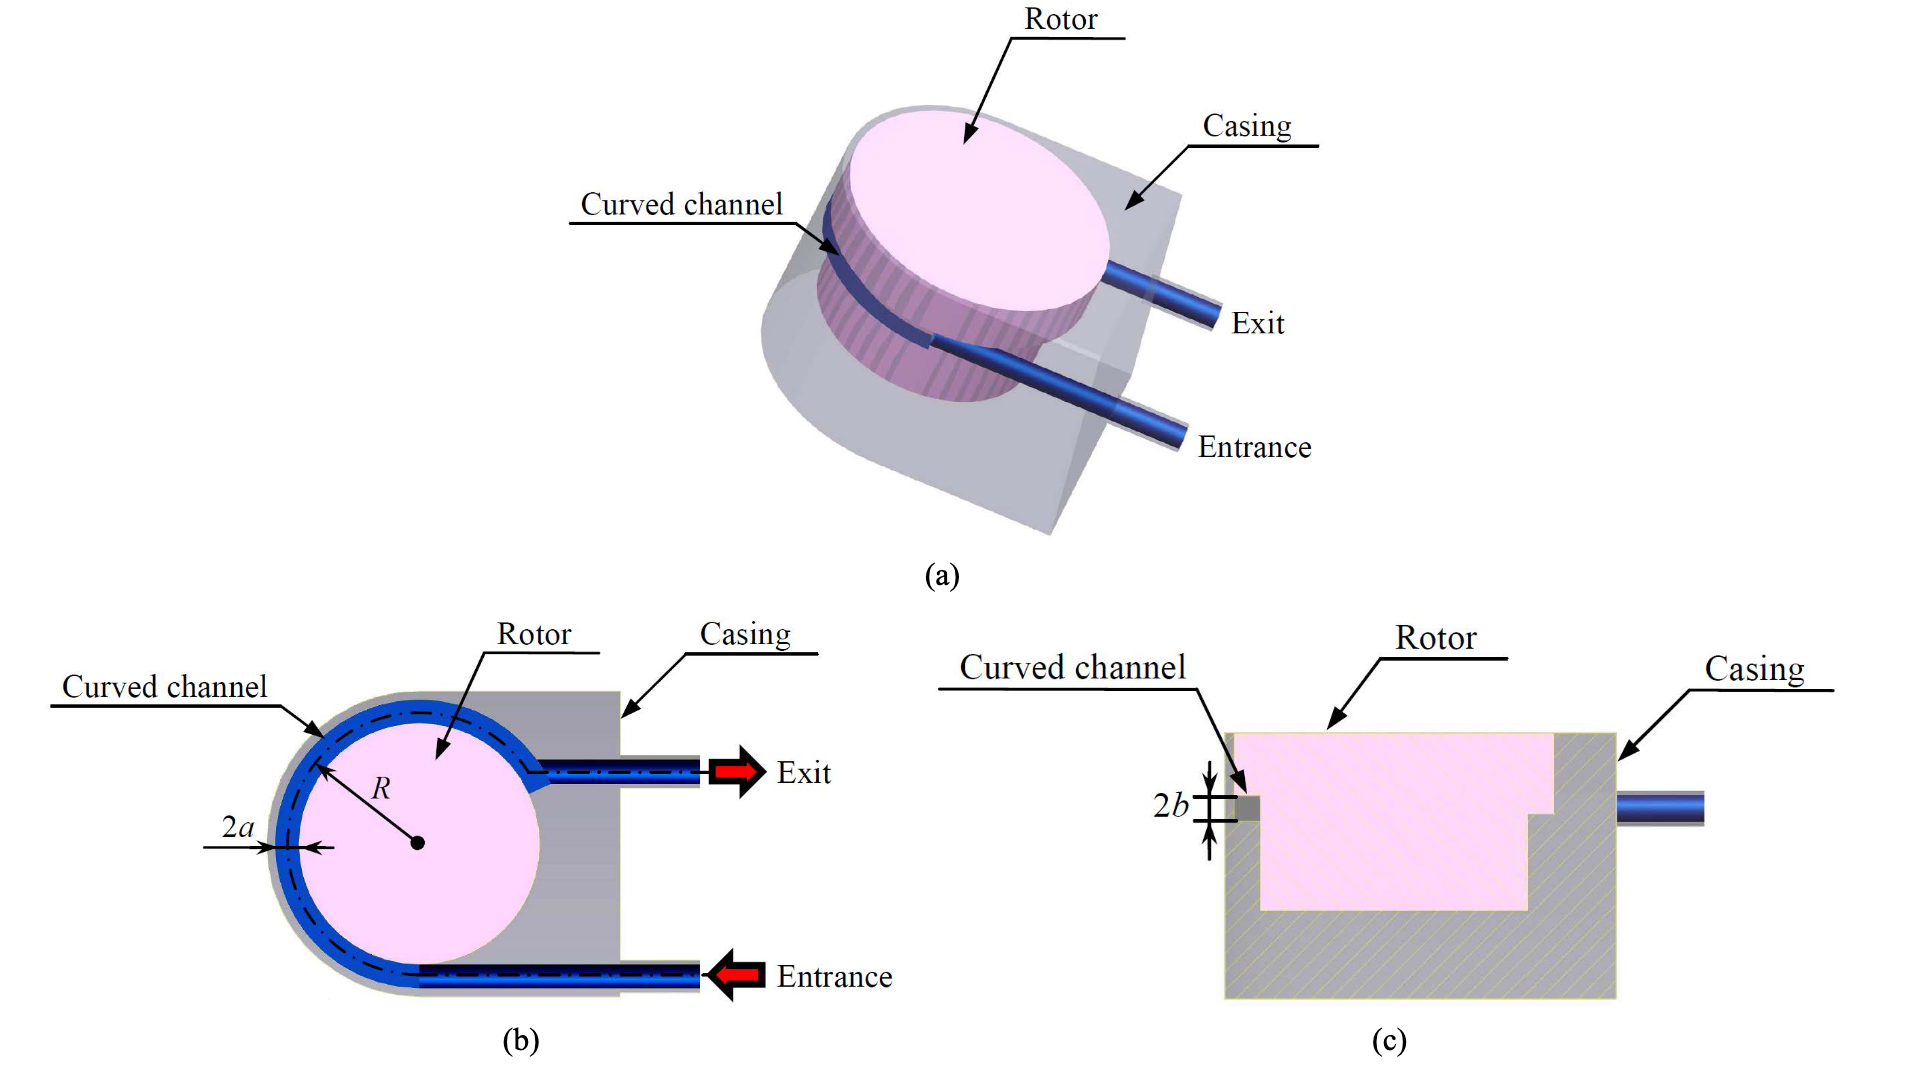 Rotor
Casing
Curved channel
Exit
Entrance
(a)
Rotor
Casing
Curved channel
R
2a
Exit
Entrance
(b)
Rotor
Curved channel
Casing
2b
(c)